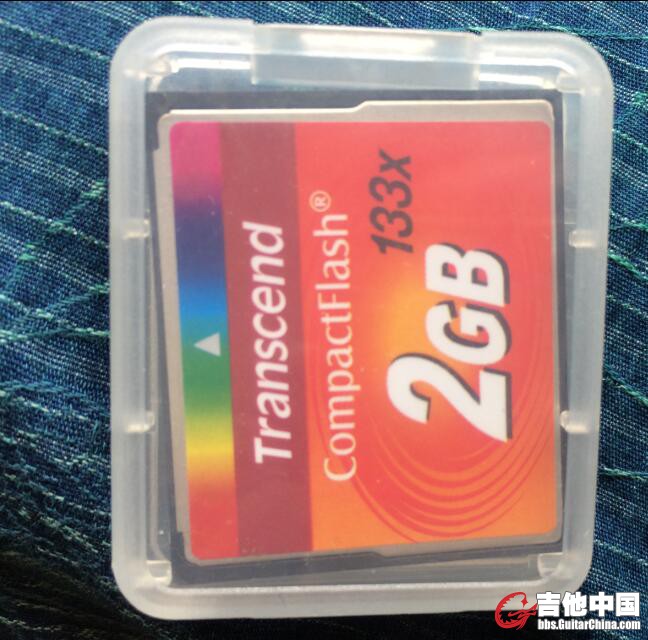 Transcend
CompactFlash®
133x
2GB
吉他中国
bbs.GuitarChina.com